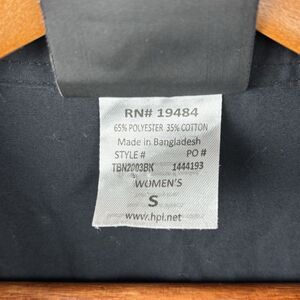 RN# 19484
65% POLYESTER 35% COTTON
Made in Bangladesh
STYLE # PO #
TBN2003BK 1444193
WOMEN'S
S
www.hpi.net